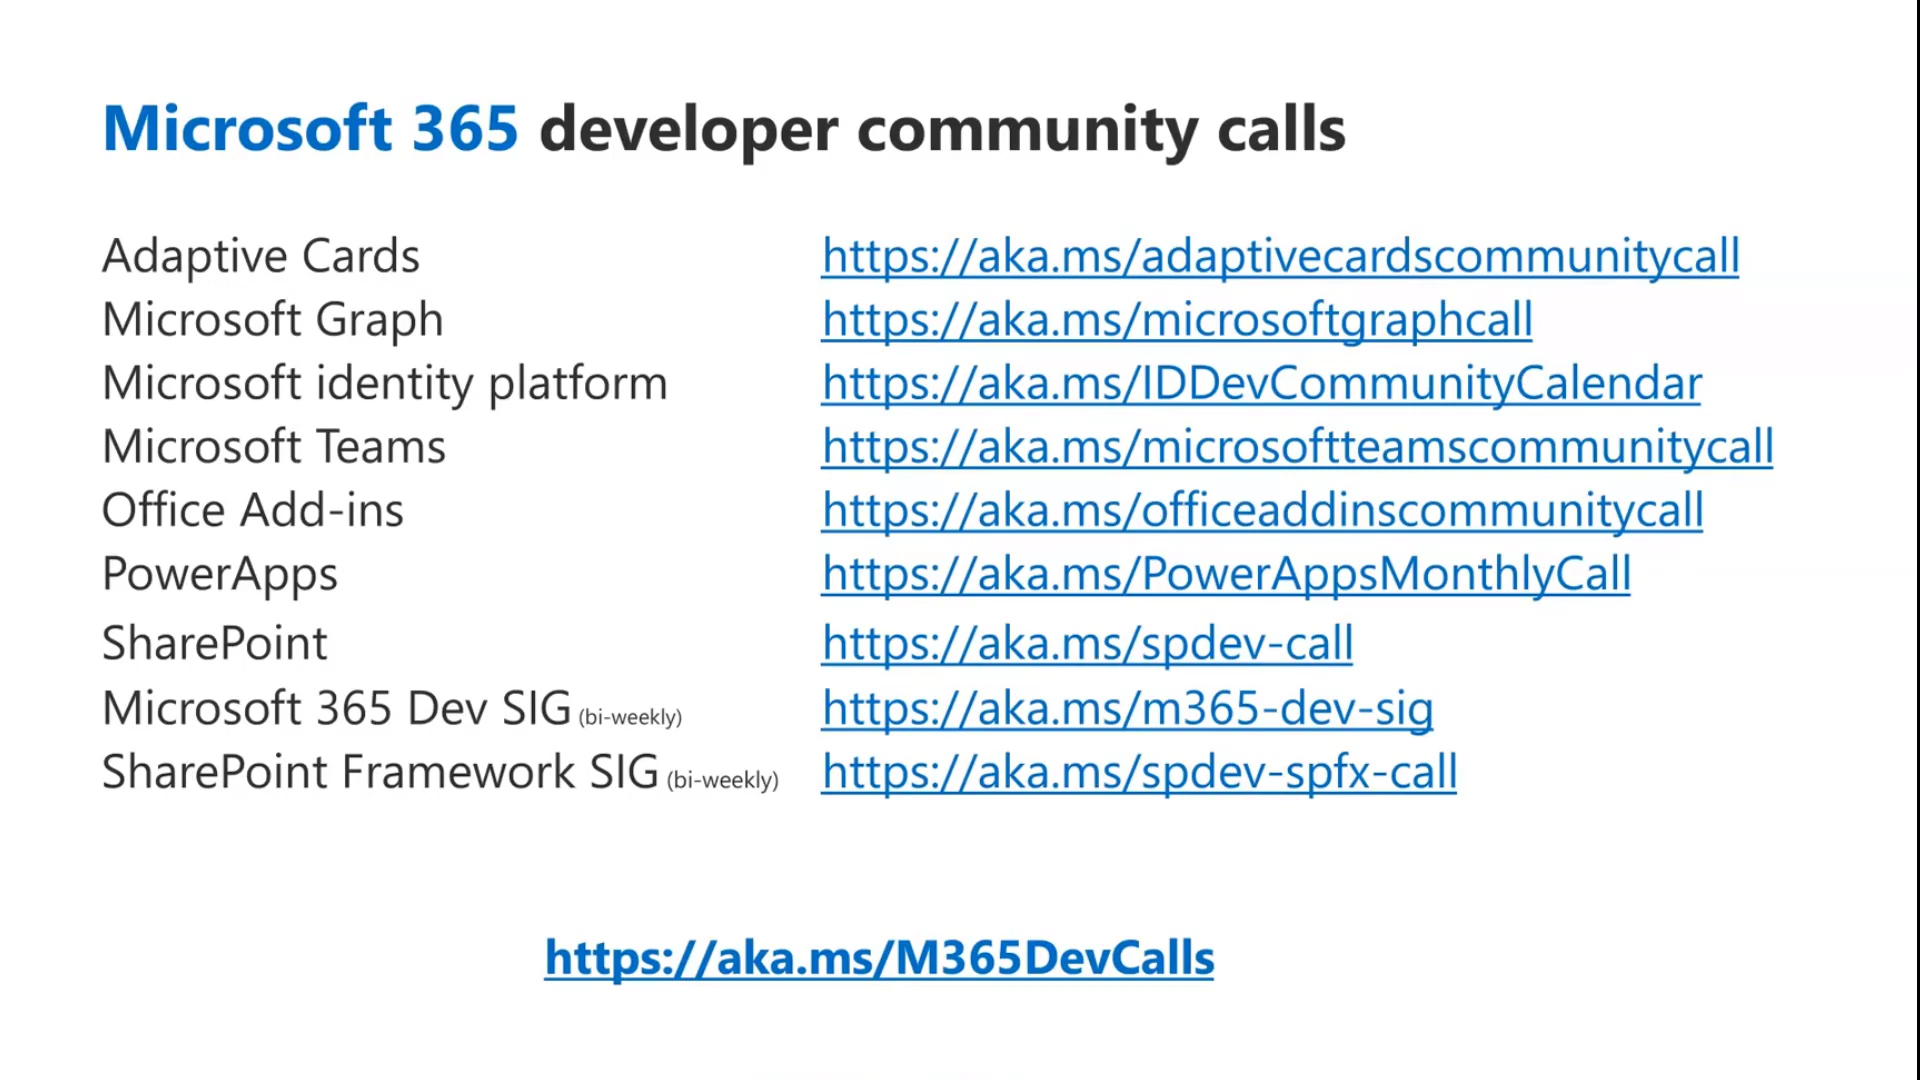 Microsoft 365 developer community calls
Adaptive Cards https://aka.ms/adaptivecardscommunitycall
Microsoft Graph https://aka.ms/microsoftgraphcall
Microsoft identity platform https://aka.ms/IDDevCommunityCalendar
Microsoft Teams https://aka.ms/microsoftteamscommunitycall
Office Add-ins https://aka.ms/officeaddinscommunitycall
PowerApps https://aka.ms/PowerAppsMonthlyCall
SharePoint https://aka.ms/spdev-call
Microsoft 365 Dev SIG (bi-weekly) https://aka.ms/m365-dev-sig
SharePoint Framework SIG (bi-weekly) https://aka.ms/spdev-spfx-call
https://aka.ms/M365DevCalls